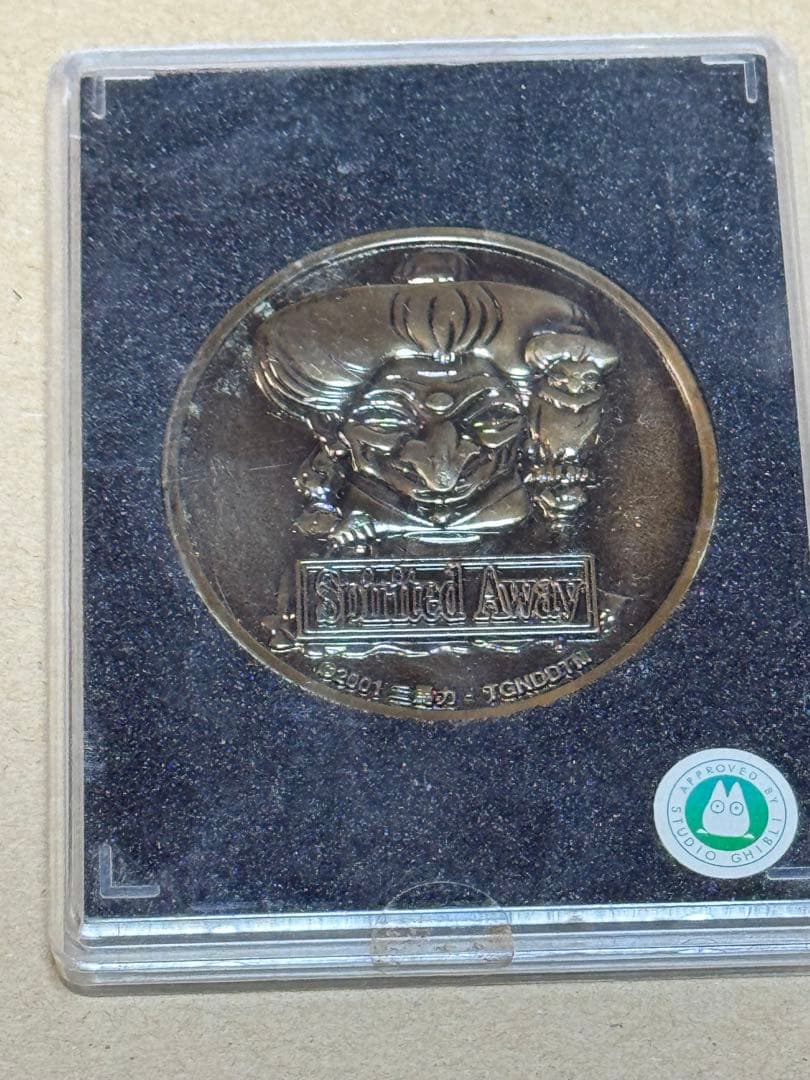 Spirited Away
©2001 二馬力 - TGNDDTM
APPROVED BY
STUDIO GHIBLI